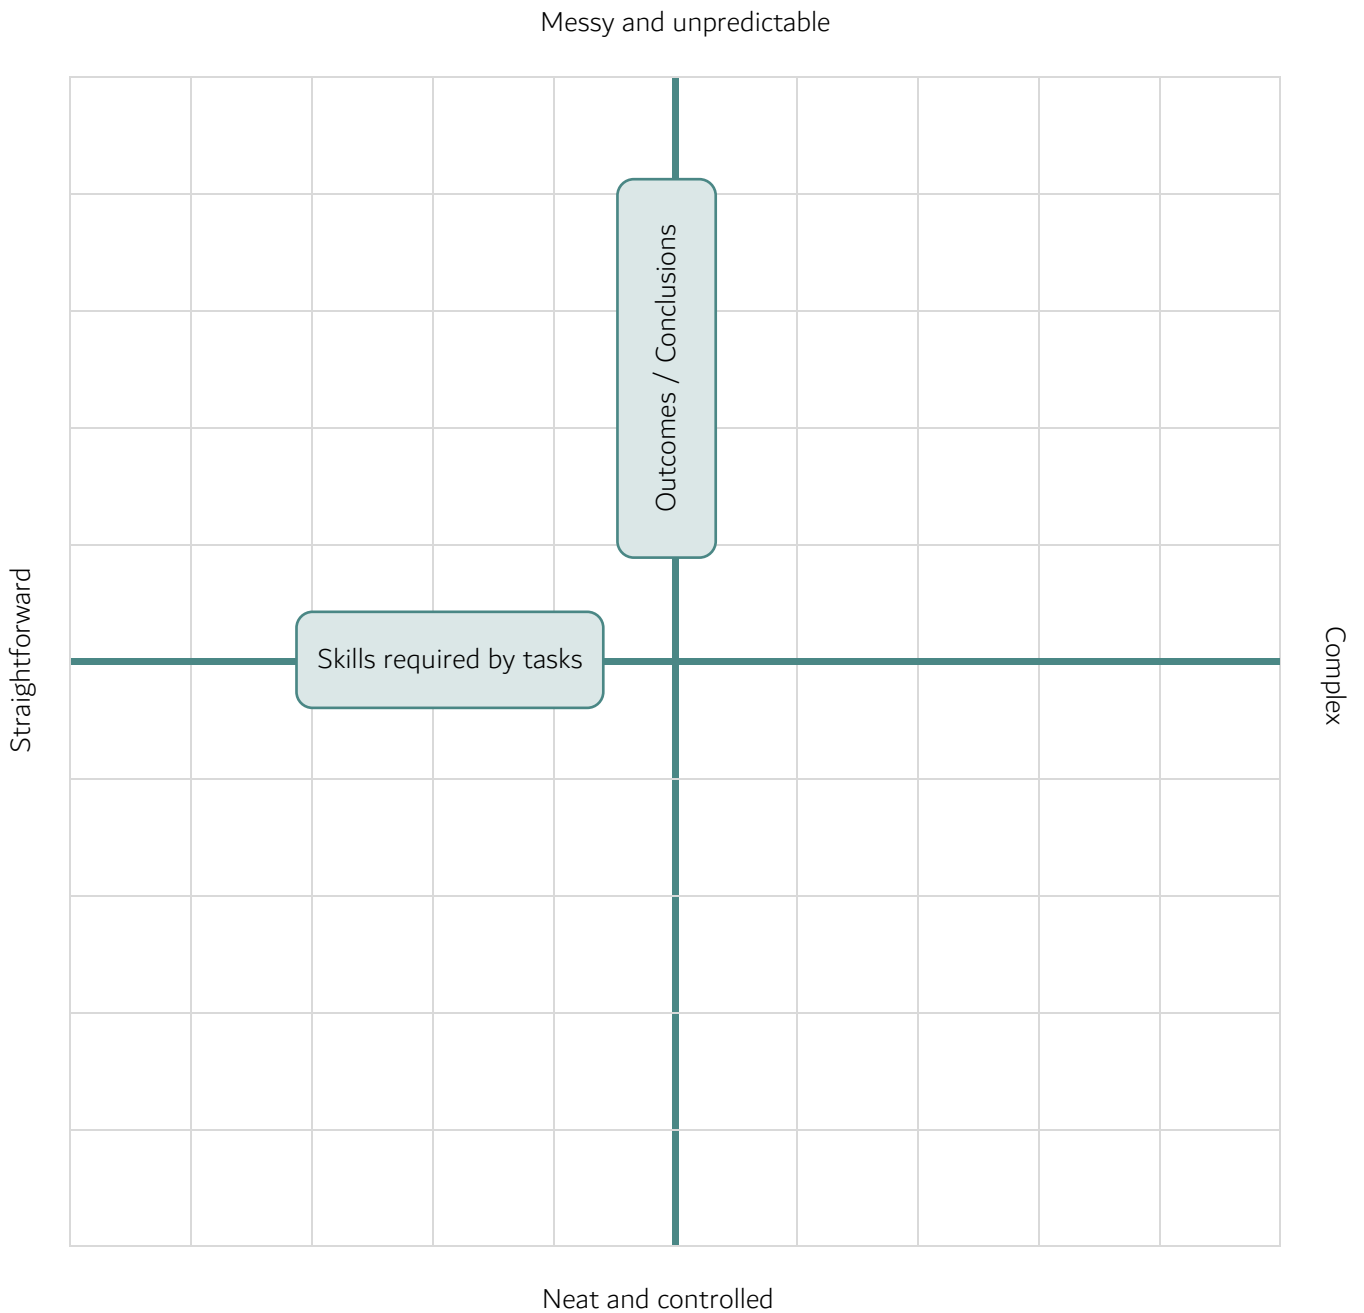 Messy and unpredictable
Outcomes / Conclusions
Straightforward
Skills required by tasks
Complex
Neat and controlled